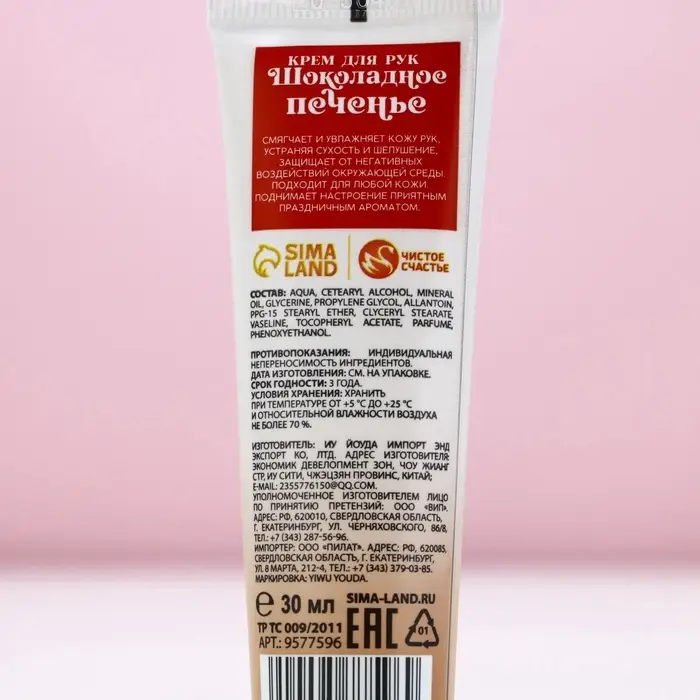 КРЕМ ДЛЯ РУК
Шоколадное
печенье
СМЯГЧАЕТ И УВЛАЖНЯЕТ КОЖУ РУК,
УСТРАНЯЯ СУХОСТЬ И ШЕЛУШЕНИЕ,
ЗАЩИЩАЕТ ОТ НЕГАТИВНЫХ
ВОЗДЕЙСТВИЙ ОКРУЖАЮЩЕЙ СРЕДЫ.
ПОДХОДИТ ДЛЯ ЛЮБОЙ КОЖИ.
ПОДНИМАЕТ НАСТРОЕНИЕ ПРИЯТНЫМ
ПРАЗДНИЧНЫМ АРОМАТОМ.
SIMA LAND
ЧИСТОЕ СЧАСТЬЕ
СОСТАВ: AQUA, CETEARYL ALCOHOL, MINERAL
OIL, GLYCERINE, PROPYLENE GLYCOL, ALLANTOIN,
PPG-15 STEARYL ETHER, CLYCERYL STEARATE,
VASELINE, TOCOPHERYL ACETATE, PARFUME,
PHENOXYETHANOL.
ПРОТИВОПОКАЗАНИЯ: ИНДИВИДУАЛЬНАЯ
НЕПЕРЕНОСИМОСТЬ ИНГРЕДИЕНТОВ.
ДАТА ИЗГОТОВЛЕНИЯ: СМ. НА УПАКОВКЕ.
СРОК ГОДНОСТИ: 3 ГОДА.
УСЛОВИЯ ХРАНЕНИЯ: ХРАНИТЬ
ПРИ ТЕМПЕРАТУРЕ ОТ +5 °С ДО +25 °С
И ОТНОСИТЕЛЬНОЙ ВЛАЖНОСТИ ВОЗДУХА
НЕ БОЛЕЕ 70 %.
ИЗГОТОВИТЕЛЬ: ИУ ЙОУДА ИМПОРТ ЭНД
ЭКСПОРТ КО, ЛТД. АДРЕС ИЗГОТОВИТЕЛЯ:
ЭКОНОМИК ДЕВЕЛОПМЕНТ ЗОН, ЧОУ ЖИАНГ
СТР, ИУ СИТИ, ЧЖЭЦЗЯН ПРОВИНС, КИТАЙ;
E-MAIL: 2355776150@QQ.COM.
УПОЛНОМОЧЕННОЕ ИЗГОТОВИТЕЛЕМ ЛИЦО
ПО ПРИНЯТИЮ ПРЕТЕНЗИЙ: ООО «ВИП».
АДРЕС: РФ, 620010, СВЕРДЛОВСКАЯ ОБЛАСТЬ,
Г. ЕКАТЕРИНБУРГ, УЛ. ЧЕРНЯХОВСКОГО, 86/8,
ТЕЛ.: +7 (343) 287-56-96.
ИМПОРТЕР: ООО «ПИЛАТ». АДРЕС: РФ, 620085,
СВЕРДЛОВСКАЯ ОБЛАСТЬ, Г. ЕКАТЕРИНБУРГ,
УЛ. 8 МАРТА, 212-4, ТЕЛ.: +7 (343) 379-03-85.
МАРКИРОВКА: YIWU YOUDA.
℮ 30 МЛ
SIMA-LAND.RU
ТР ТС 009/2011
АРТ.: 9577596
EAC
01